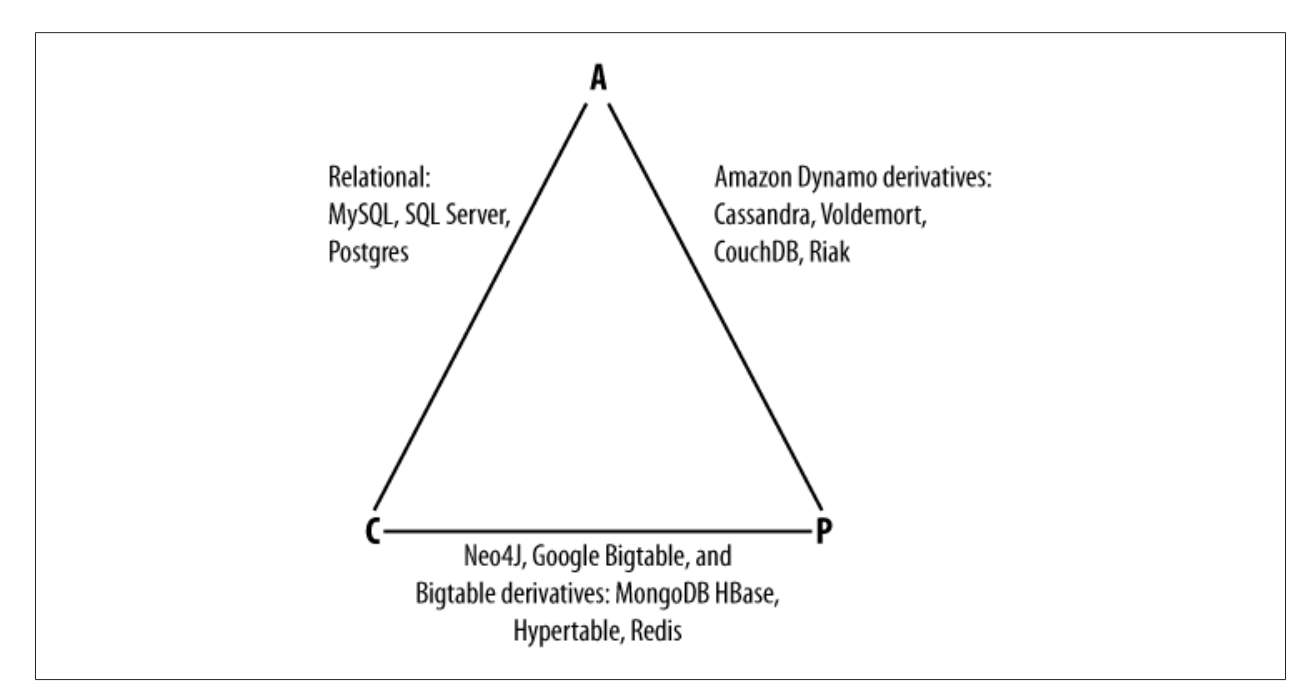 A
Relational:
MySQL, SQL Server,
Postgres
Amazon Dynamo derivatives:
Cassandra, Voldemort,
CouchDB, Riak
C
P
Neo4J, Google Bigtable, and
Bigtable derivatives: MongoDB HBase,
Hypertable, Redis